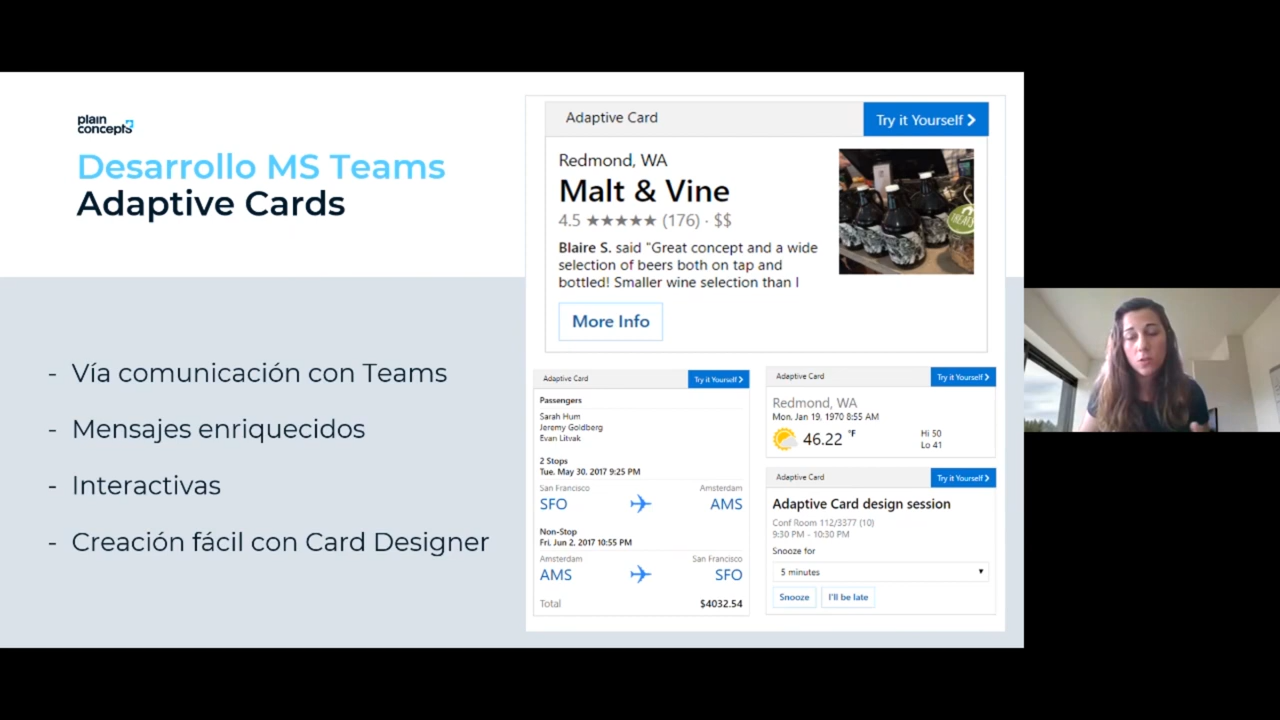 plain
concepts
Desarrollo MS Teams
Adaptive Cards
- Vía comunicación con Teams
- Mensajes enriquecidos
- Interactivas
- Creación fácil con Card Designer
Adaptive Card
Try it Yourself
Redmond, WA
Malt & Vine
4.5 ★★★★★ (176) · $$
Blaire S. said "Great concept and a wide
selection of beers both on tap and
bottled! Smaller wine selection than I
More Info
Adaptive Card
Try it Yourself
Passengers
Sarah Hum
Jeremy Goldberg
Evan Litvak
2 Stops
Tue, May 30, 2017 9:25 PM
San Francisco Amsterdam
SFO AMS
Non-Stop
Fri, Jun 2, 2017 10:55 PM
Amsterdam San Francisco
AMS SFO
Total $4032.54
Adaptive Card
Try it Yourself
Redmond, WA
Mon, Jan 19, 1970 8:55 AM
46.22 °F
Hi 50
Lo 41
Adaptive Card
Try it Yourself
Adaptive Card design session
Conf Room 112/3377 (10)
9:30 PM - 10:30 PM
Snooze for
5 minutes
Snooze I'll be late